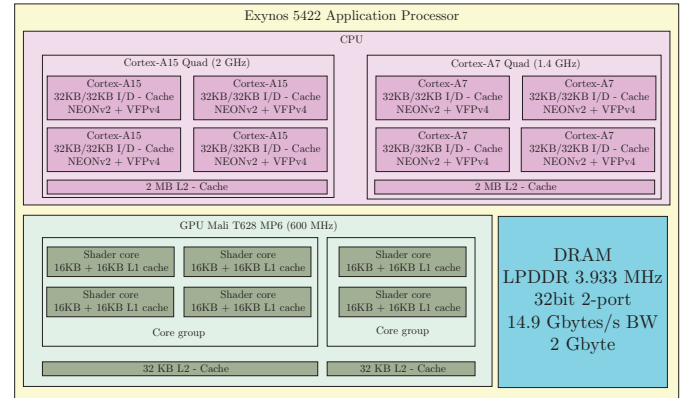 Exynos 5422 Application Processor
CPU
Cortex-A15 Quad (2 GHz)
Cortex-A15
32KB/32KB I/D - Cache
NEONv2 + VFPv4
Cortex-A15
32KB/32KB I/D - Cache
NEONv2 + VFPv4
Cortex-A15
32KB/32KB I/D - Cache
NEONv2 + VFPv4
Cortex-A15
32KB/32KB I/D - Cache
NEONv2 + VFPv4
2 MB L2 - Cache
Cortex-A7 Quad (1.4 GHz)
Cortex-A7
32KB/32KB I/D - Cache
NEONv2 + VFPv4
Cortex-A7
32KB/32KB I/D - Cache
NEONv2 + VFPv4
Cortex-A7
32KB/32KB I/D - Cache
NEONv2 + VFPv4
Cortex-A7
32KB/32KB I/D - Cache
NEONv2 + VFPv4
2 MB L2 - Cache
GPU Mali T628 MP6 (600 MHz)
Shader core
16KB + 16KB L1 cache
Shader core
16KB + 16KB L1 cache
Shader core
16KB + 16KB L1 cache
Shader core
16KB + 16KB L1 cache
Core group
Shader core
16KB + 16KB L1 cache
Shader core
16KB + 16KB L1 cache
Core group
32 KB L2 - Cache
32 KB L2 - Cache
DRAM
LPDDR 3.933 MHz
32bit 2-port
14.9 Gbytes/s BW
2 Gbyte